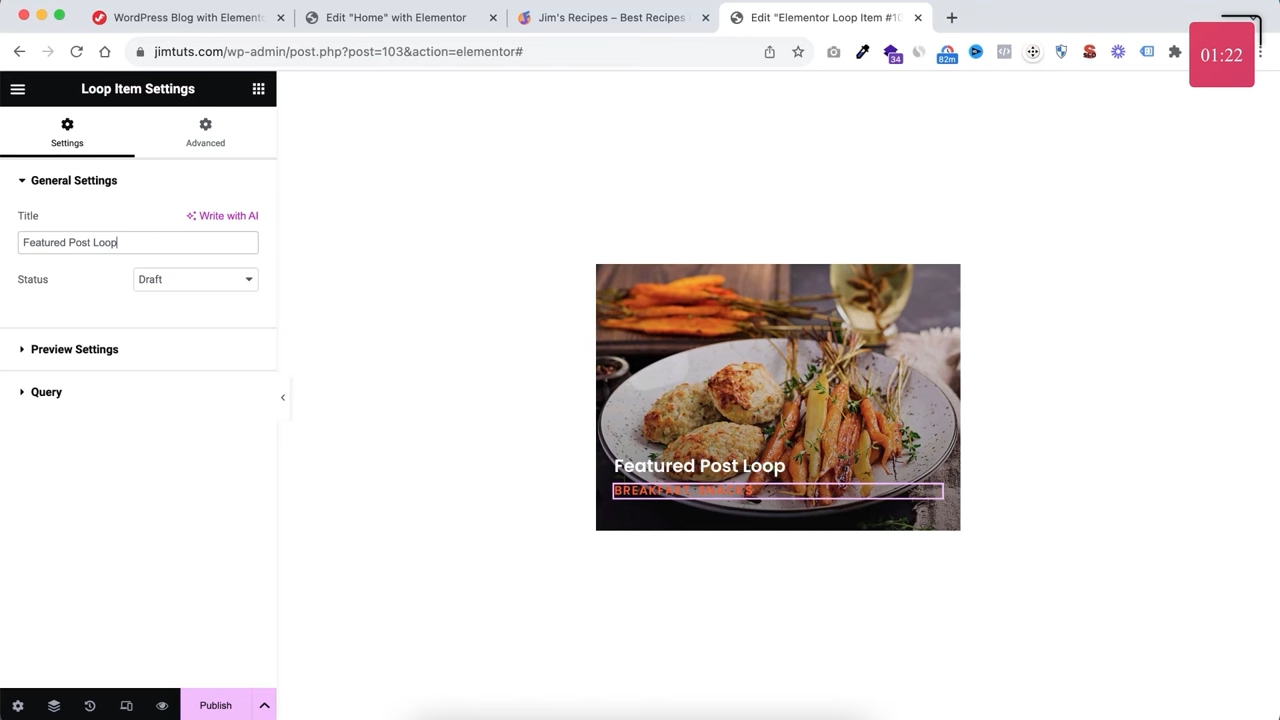 WordPress Blog with Element
Edit "Home" with Elementor
Jim's Recipes – Best Recipes
Edit "Elementor Loop Item #10
jimtuts.com/wp-admin/post.php?post=103&action=elementor#
34
82m
01:22
Loop Item Settings
Settings
Advanced
General Settings
Title
Write with AI
Featured Post Loop
Status
Draft
Preview Settings
Query
Featured Post Loop
BREAKFAST, SNACKS
Publish